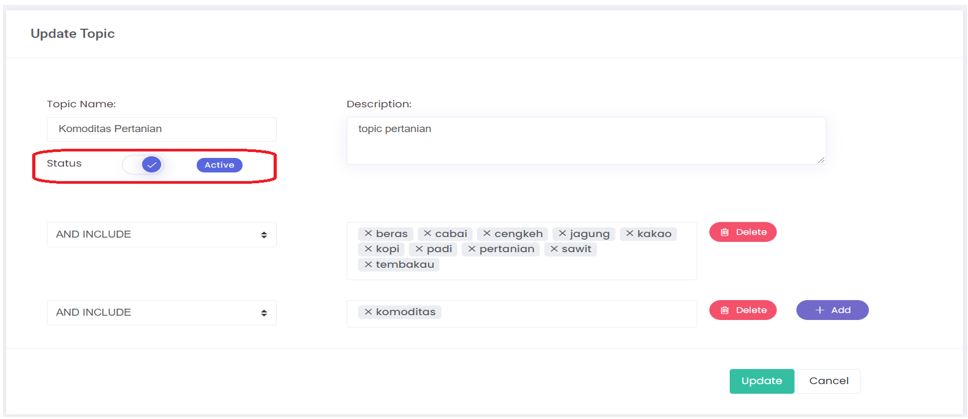 Update Topic
Topic Name:
Description:
Komoditas Pertanian
topic pertanian
Status
Active
AND INCLUDE
× beras × cabai × cengkeh × jagung × kakao
× kopi × padi × pertanian × sawit
× tembakau
Delete
AND INCLUDE
× komoditas
Delete
+ Add
Update
Cancel